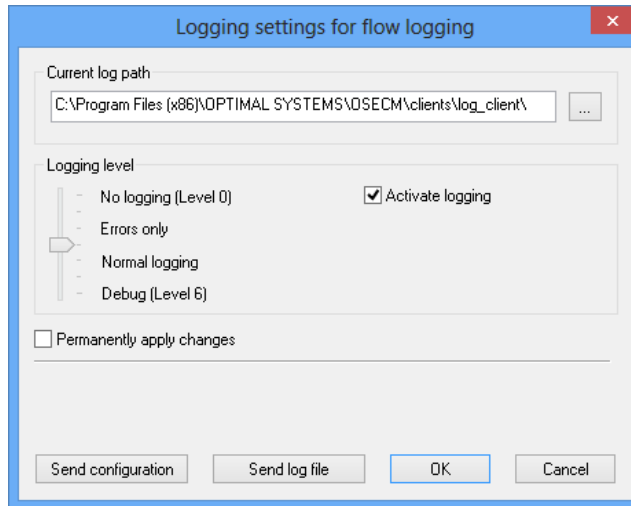 Logging settings for flow logging
Current log path
C:\Program Files (x86)\OPTIMAL SYSTEMS\OSECM\clients\log_client\
...
Logging level
No logging (Level 0)
Activate logging
Errors only
Normal logging
Debug (Level 6)
Permanently apply changes
Send configuration
Send log file
OK
Cancel